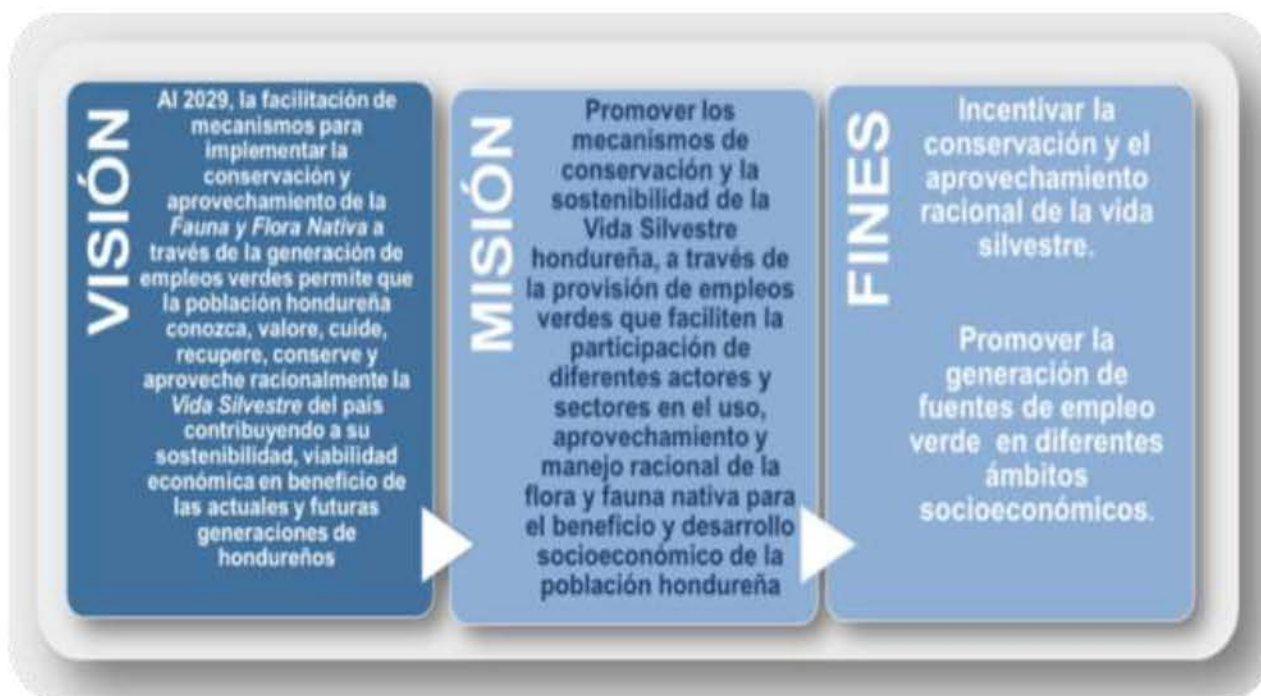 VISIÓN
Al 2029, la facilitación de
mecanismos para
implementar la
conservación y
aprovechamiento de la
Fauna y Flora Nativa a
través de la generación de
empleos verdes permite que
la población hondureña
conozca, valore, cuide,
recupere, conserve y
aproveche racionalmente la
Vida Silvestre del país
contribuyendo a su
sostenibilidad, viabilidad
económica en beneficio de
las actuales y futuras
generaciones de
hondureños
MISIÓN
Promover los
mecanismos de
conservación y la
sostenibilidad de la
Vida Silvestre
hondureña, a través de
la provisión de empleos
verdes que faciliten la
participación de
diferentes actores y
sectores en el uso,
aprovechamiento y
manejo racional de la
flora y fauna nativa para
el beneficio y desarrollo
socioeconómico de la
población hondureña
FINES
Incentivar la
conservación y el
aprovechamiento
racional de la vida
silvestre.
Promover la
generación de
fuentes de empleo
verde en diferentes
ámbitos
socioeconómicos.